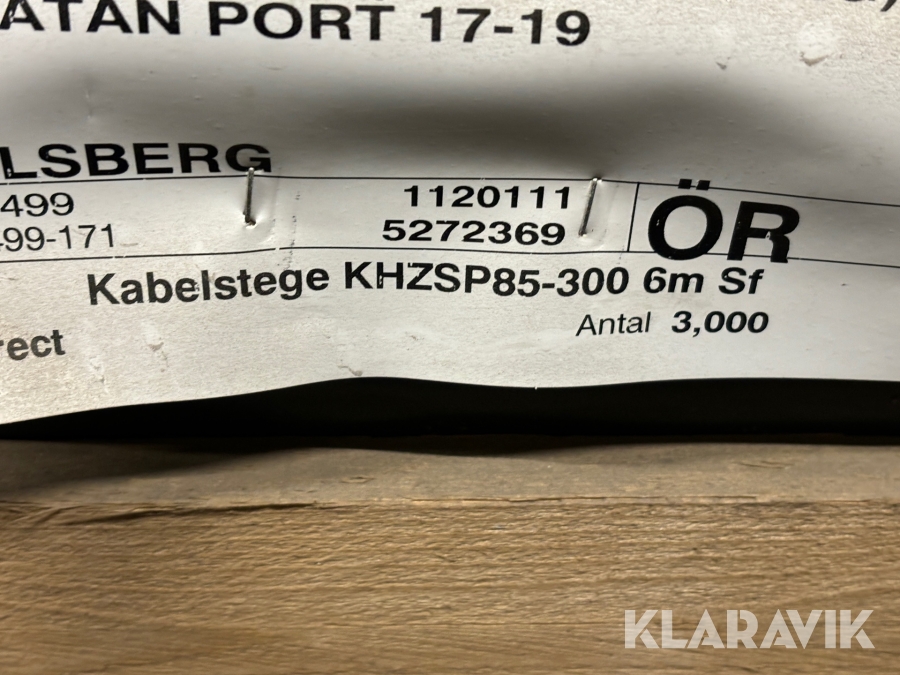 ATAN PORT 17-19
LSBERG
499 1120111 ÖR
499-171 5272369
Kabelstege KHZSP85-300 6m Sf
Antal 3,000
rect
KLARAVIK